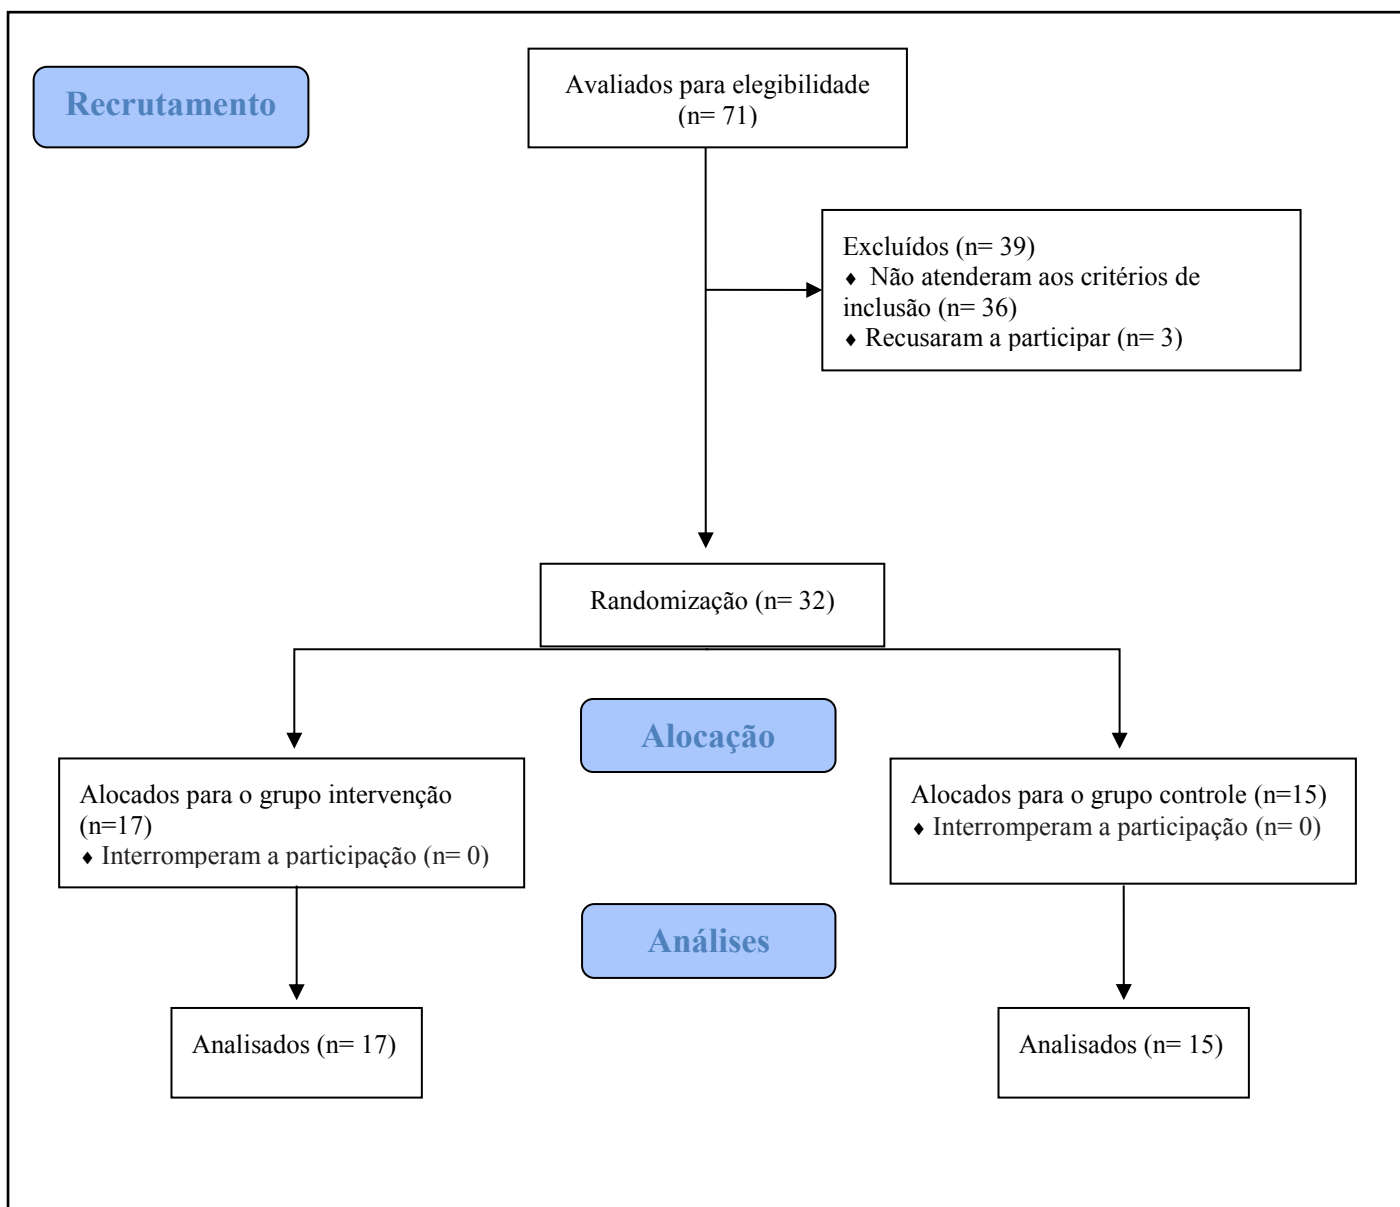 Recrutamento
Avaliados para elegibilidade
(n= 71)
Excluídos (n= 39)
♦ Não atenderam aos critérios de
inclusão (n= 36)
♦ Recusaram a participar (n= 3)
Randomização (n= 32)
Alocação
Alocados para o grupo intervenção
(n=17)
♦ Interromperam a participação (n= 0)
Alocados para o grupo controle (n=15)
♦ Interromperam a participação (n= 0)
Análises
Analisados (n= 17)
Analisados (n= 15)